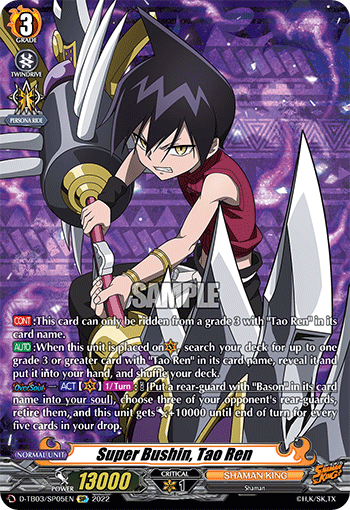 3
GRADE
TWINDRIVE
PERSONA RIDE
SAMPLE
CONT :This card can only be ridden from a grade 3 with "Tao Ren" in its
card name.
AUTO :When this unit is placed on , search your deck for up to one
grade 3 or greater card with "Tao Ren" in its card name, reveal it and
put it into your hand, and shuffle your deck.
OverSoul - ACT 1/Turn : [Put a rear-guard with "Bason" in its card
name into your soul], choose three of your opponent's rear-guards,
retire them, and this unit gets +10000 until end of turn for every
five cards in your drop.
NORMAL UNIT Super Bushin, Tao Ren
POWER 13000 CRITICAL 1 SHAMAN KING
Shaman
SHAMAN KING
D-TB03/SP05EN SP 2022 ©H,K/SK,TX